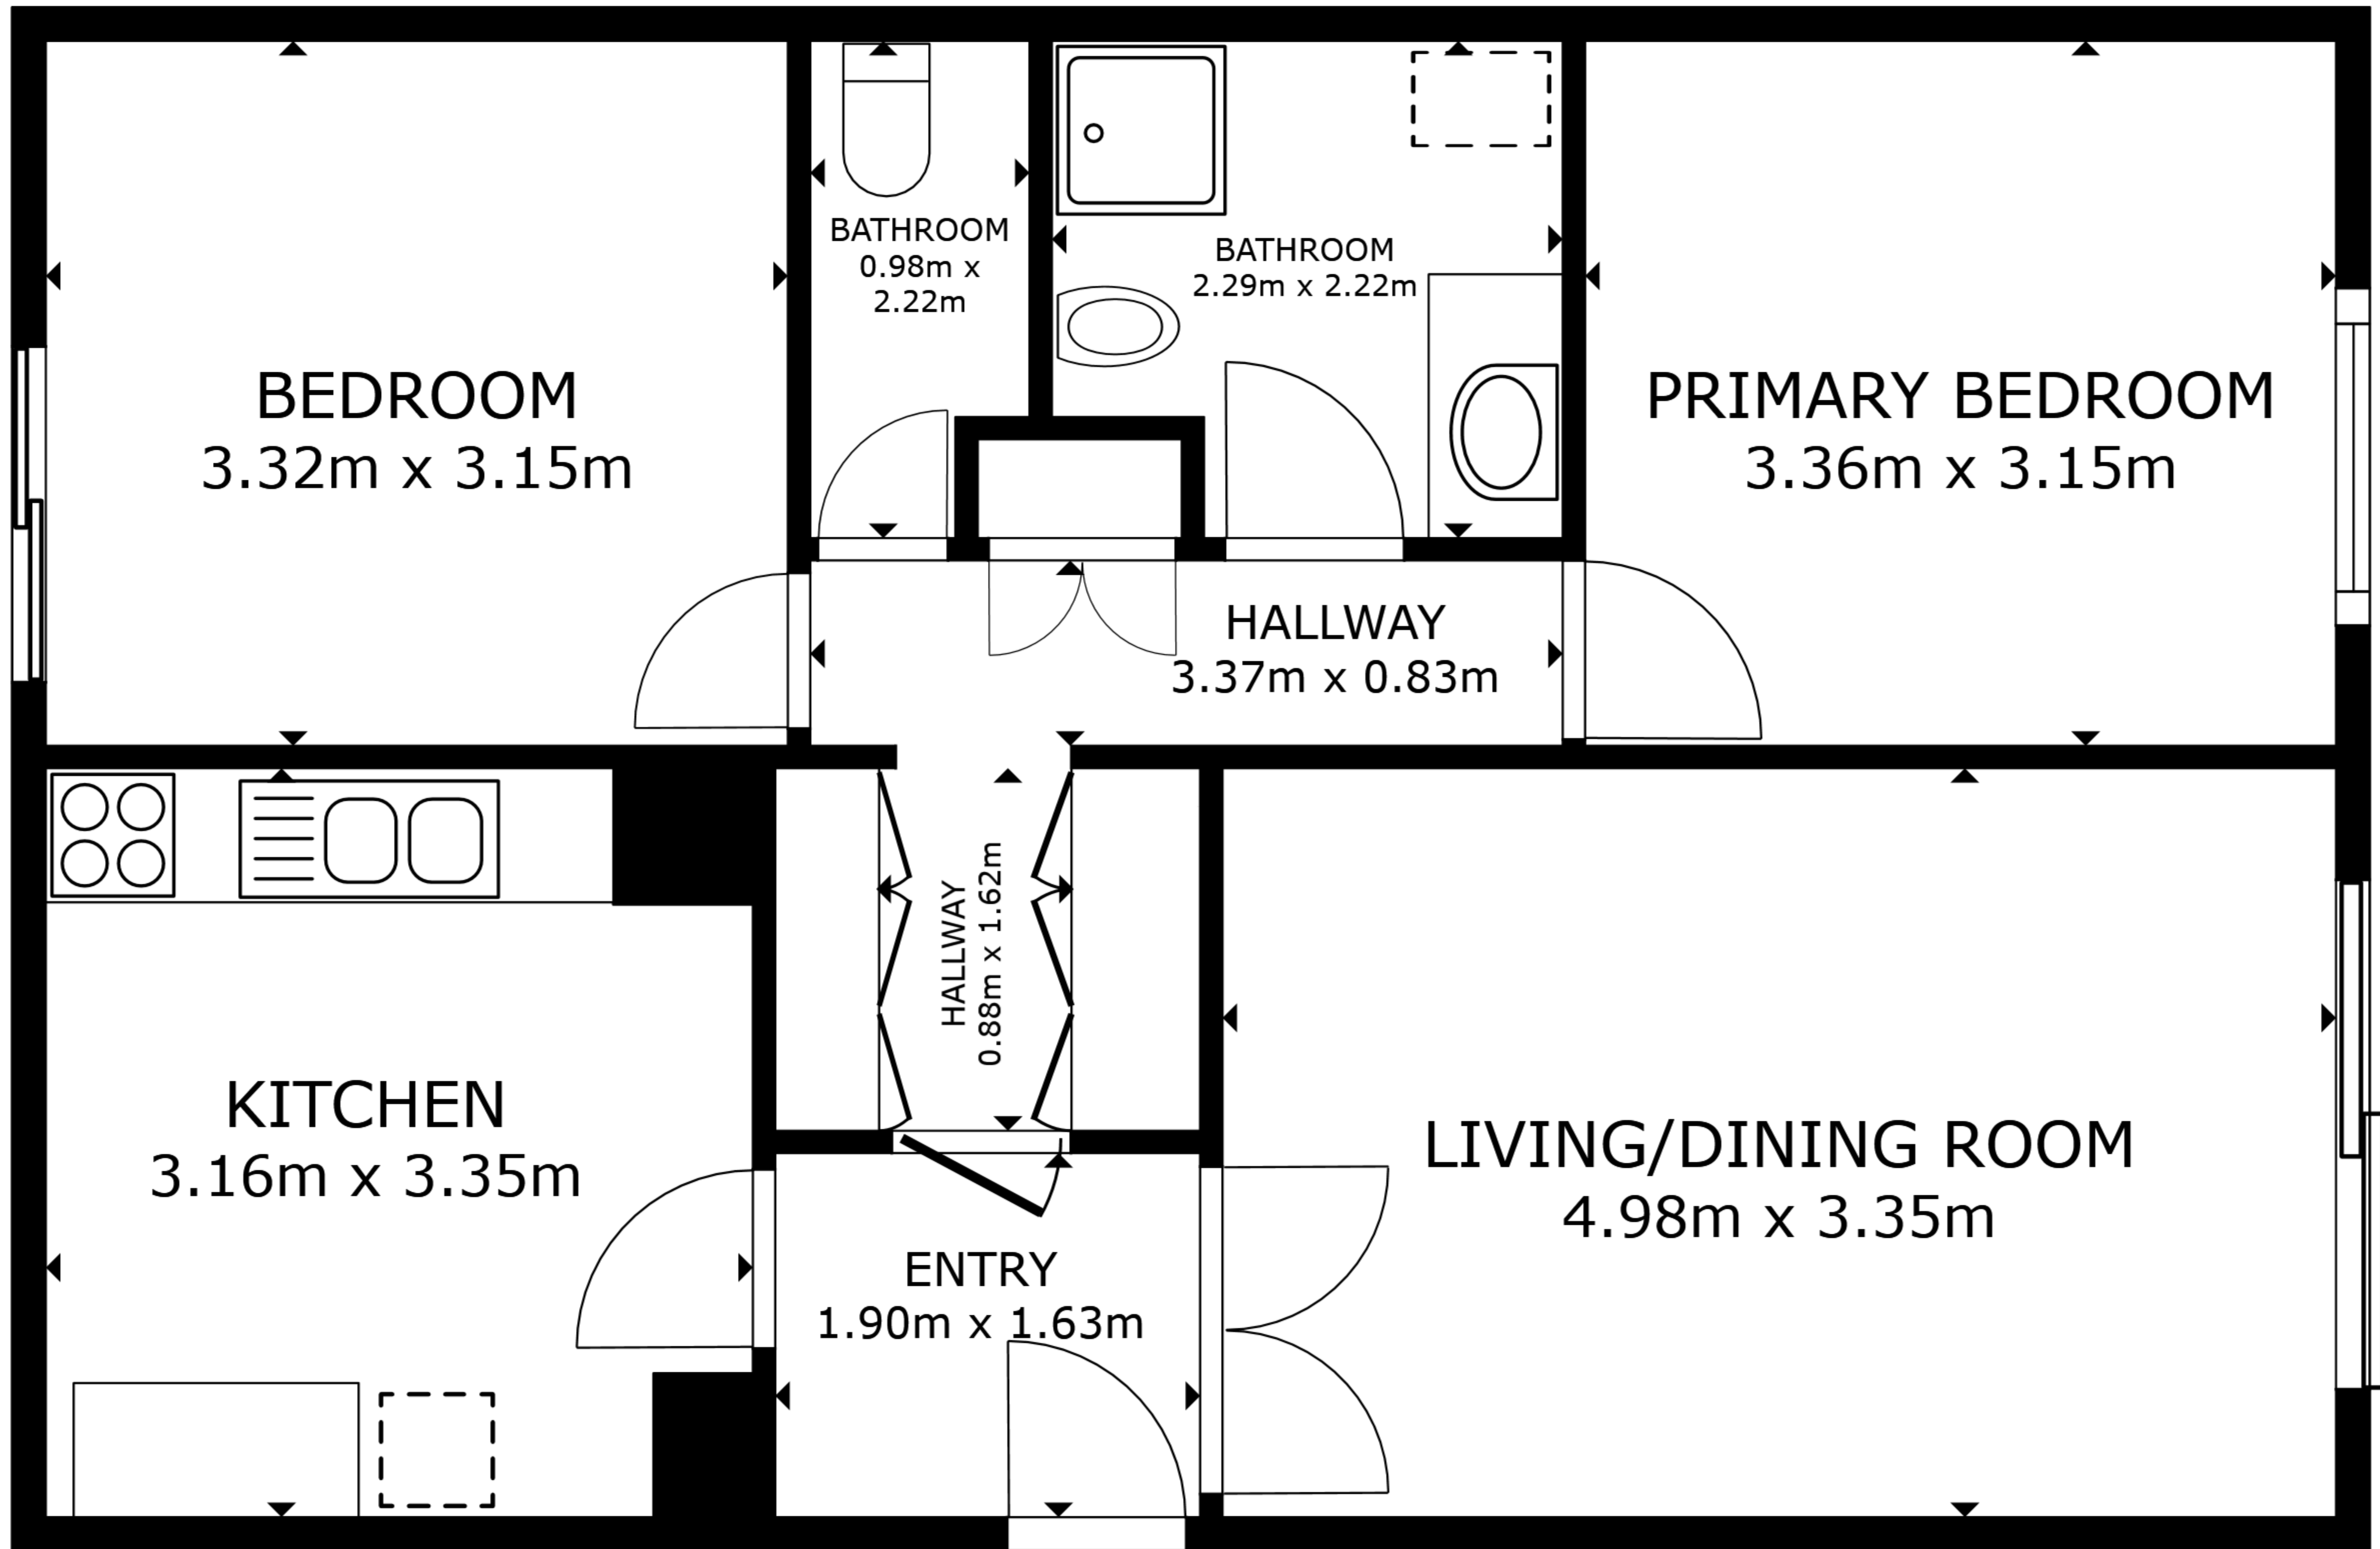 BATHROOM
0.98m x
2.22m
BATHROOM
2.29m x 2.22m
BEDROOM
3.32m x 3.15m
PRIMARY BEDROOM
3.36m x 3.15m
HALLWAY
3.37m x 0.83m
HALLWAY
0.88m x 1.62m
KITCHEN
3.16m x 3.35m
LIVING/DINING ROOM
4.98m x 3.35m
ENTRY
1.90m x 1.63m